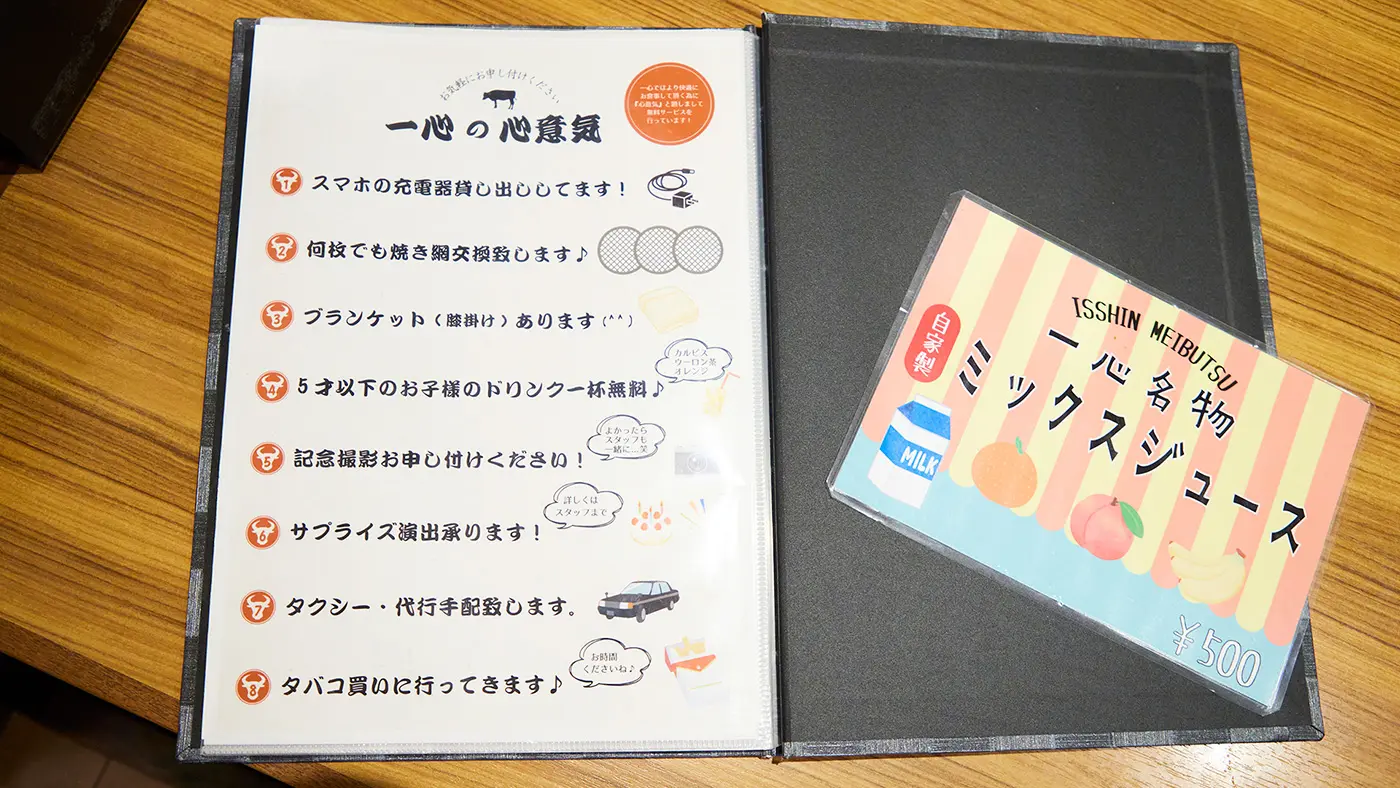 お気軽にお申し付けください
一心の心意気
一心ではより快適に
お食事して頂く為に
『心意気』と題しまして
無料サービスを
行っています！
1 スマホの充電器貸し出ししてます！
2 何枚でも焼き網交換致します♪
3 ブランケット（膝掛け）あります(^^)
カルピス
ウーロン茶
オレンジ
4 5才以下のお子様のドリンク一杯無料♪
よかったら
スタッフも
一緒に…笑
5 記念撮影お申し付けください！
詳しくは
スタッフまで
6 サプライズ演出承ります！
7 タクシー・代行手配致します。
お時間
くださいね♪
8 タバコ買いに行ってきます♪
ISSHIN MEIBUTSU
一心名物
自家製
ミックスジュース
MILK
¥500